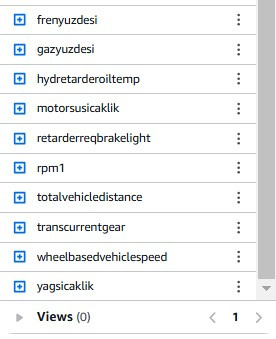 frenyuzdesi
gazyuzdesi
hydretarderoiltemp
motorsusicaklik
retarderreqbrakelight
rpm1
totalvehicledistance
transcurrentgear
wheelbasedvehiclespeed
yagsicaklik
Views (0) 1